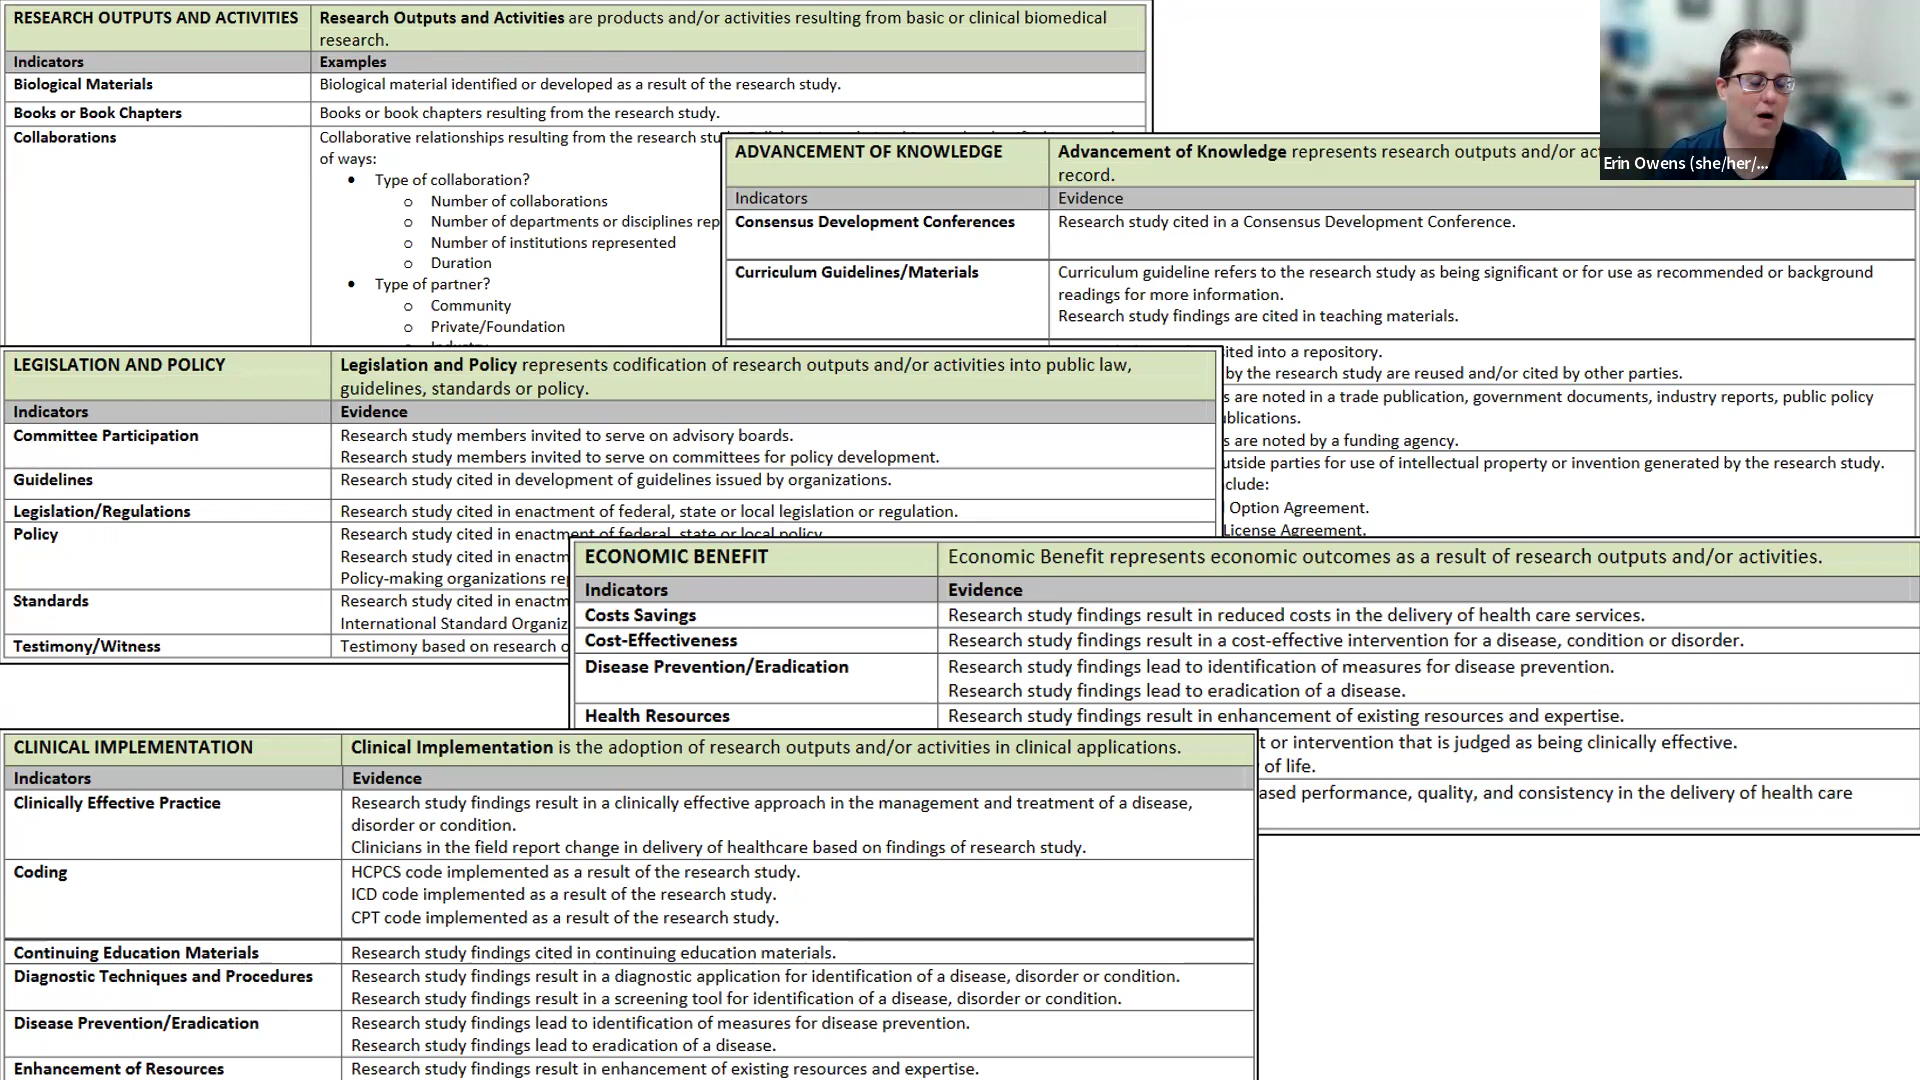 RESEARCH OUTPUTS AND ACTIVITIES
Research Outputs and Activities are products and/or activities resulting from basic or clinical biomedical
research.
Indicators
Examples
Biological Materials
Biological material identified or developed as a result of the research study.
Books or Book Chapters
Books or book chapters resulting from the research study.
Collaborations
Collaborative relationships resulting from the research
of ways:
• Type of collaboration?
o Number of collaborations
o Number of departments or disciplines rep
o Number of institutions represented
o Duration
• Type of partner?
o Community
o Private/Foundation
ADVANCEMENT OF KNOWLEDGE
Advancement of Knowledge represents research outputs and/or
record.
Indicators
Evidence
Consensus Development Conferences
Research study cited in a Consensus Development Conference.
Curriculum Guidelines/Materials
Curriculum guideline refers to the research study as being significant or for use as recommended or background
readings for more information.
Research study findings are cited in teaching materials.
ited into a repository.
by the research study are reused and/or cited by other parties.
s are noted in a trade publication, government documents, industry reports, public policy
ublications.
s are noted by a funding agency.
utside parties for use of intellectual property or invention generated by the research study.
clude:
Option Agreement.
License Agreement.
LEGISLATION AND POLICY
Legislation and Policy represents codification of research outputs and/or activities into public law,
guidelines, standards or policy.
Indicators
Evidence
Committee Participation
Research study members invited to serve on advisory boards.
Research study members invited to serve on committees for policy development.
Guidelines
Research study cited in development of guidelines issued by organizations.
Legislation/Regulations
Research study cited in enactment of federal, state or local legislation or regulation.
Policy
Research study cited in enactment of federal, state or local policy.
Research study cited in enactm
Policy-making organizations rep
Standards
Research study cited in enactm
International Standard Organiz
Testimony/Witness
Testimony based on research o
ECONOMIC BENEFIT
Economic Benefit represents economic outcomes as a result of research outputs and/or activities.
Indicators
Evidence
Costs Savings
Research study findings result in reduced costs in the delivery of health care services.
Cost-Effectiveness
Research study findings result in a cost-effective intervention for a disease, condition or disorder.
Disease Prevention/Eradication
Research study findings lead to identification of measures for disease prevention.
Research study findings lead to eradication of a disease.
Health Resources
Research study findings result in enhancement of existing resources and expertise.
t or intervention that is judged as being clinically effective.
of life.
ased performance, quality, and consistency in the delivery of health care
CLINICAL IMPLEMENTATION
Clinical Implementation is the adoption of research outputs and/or activities in clinical applications.
Indicators
Evidence
Clinically Effective Practice
Research study findings result in a clinically effective approach in the management and treatment of a disease,
disorder or condition.
Clinicians in the field report change in delivery of healthcare based on findings of research study.
Coding
HCPCS code implemented as a result of the research study.
ICD code implemented as a result of the research study.
CPT code implemented as a result of the research study.
Continuing Education Materials
Research study findings cited in continuing education materials.
Diagnostic Techniques and Procedures
Research study findings result in a diagnostic application for identification of a disease, disorder or condition.
Research study findings result in a screening tool for identification of a disease, disorder or condition.
Disease Prevention/Eradication
Research study findings lead to identification of measures for disease prevention.
Research study findings lead to eradication of a disease.
Enhancement of Resources
Research study findings result in enhancement of existing resources and expertise.
Erin Owens (she/her/...